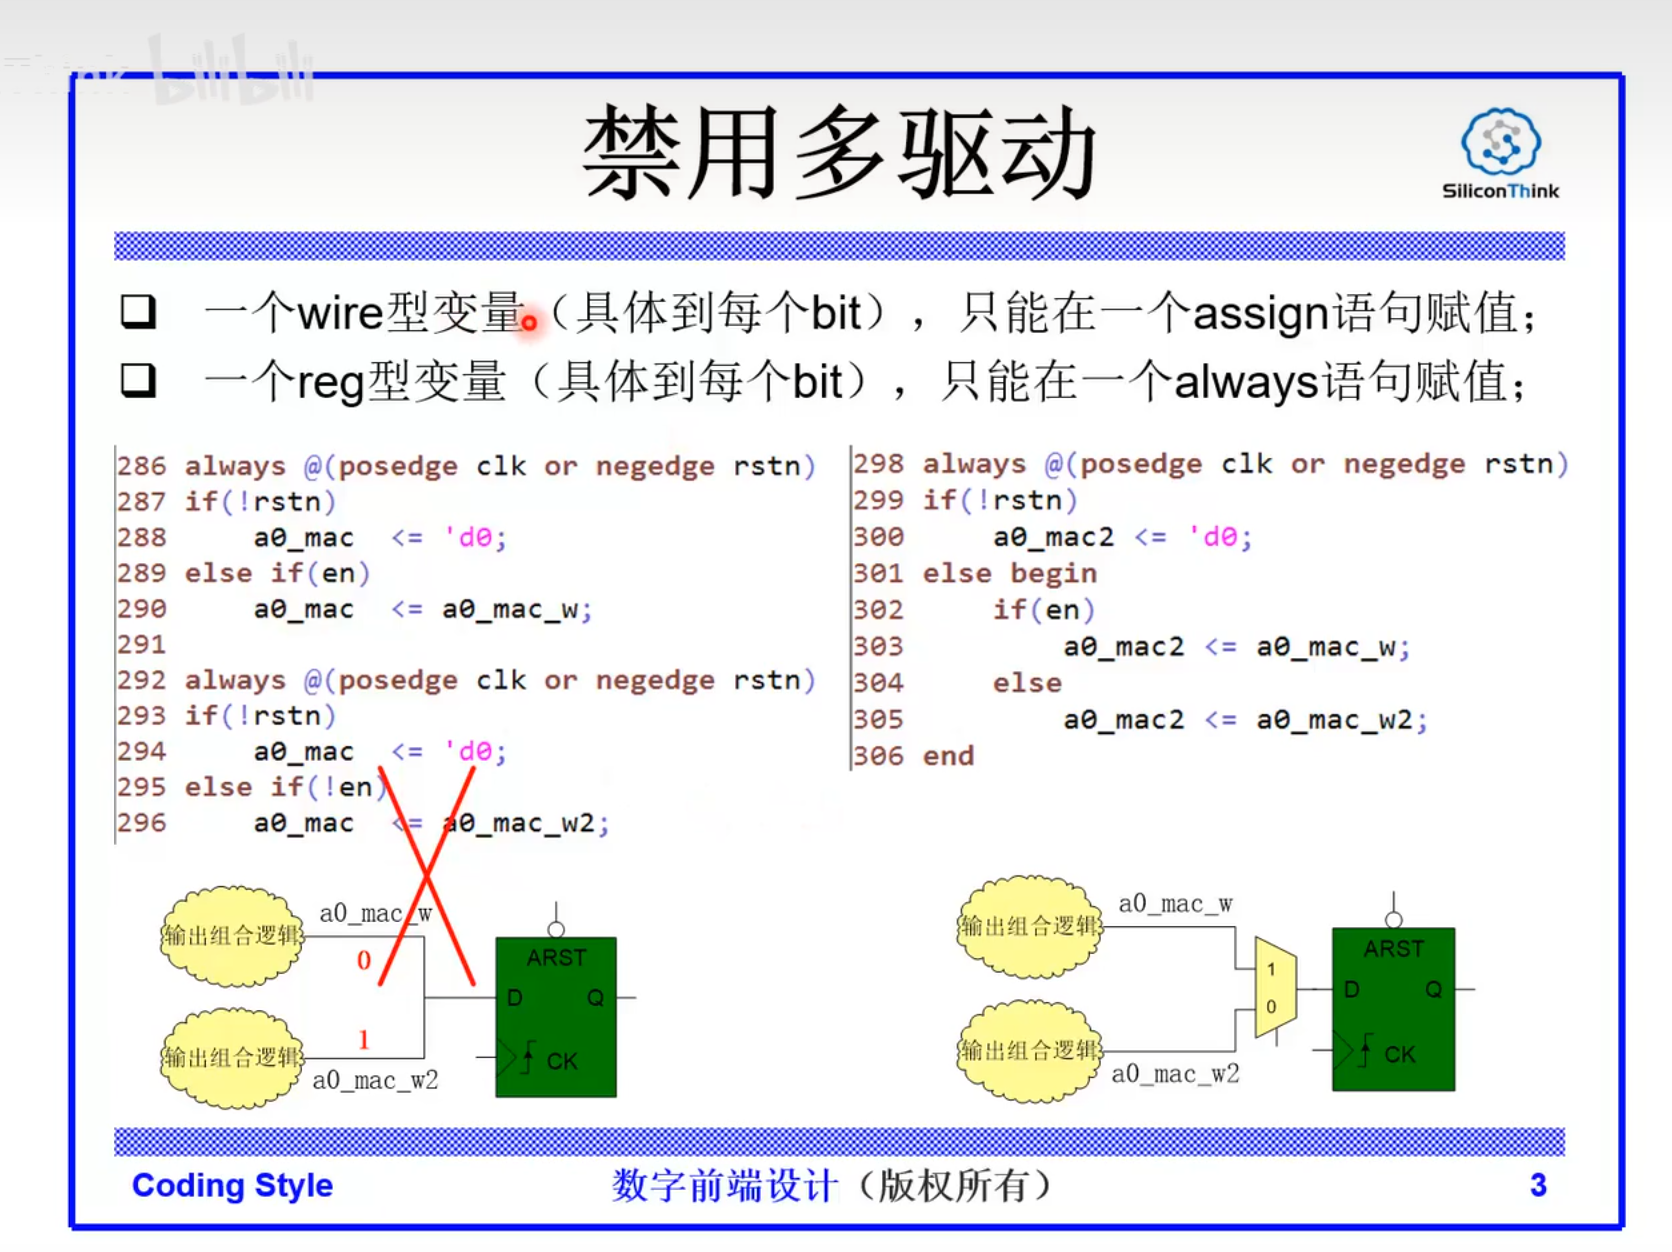 bilibili
禁用多驱动
SiliconThink
一个wire型变量（具体到每个bit），只能在一个assign语句赋值；
一个reg型变量（具体到每个bit），只能在一个always语句赋值；
286 always @(posedge clk or negedge rstn)
287 if(!rstn)
288     a0_mac  <= 'd0;
289 else if(en)
290     a0_mac  <= a0_mac_w;
291
292 always @(posedge clk or negedge rstn)
293 if(!rstn)
294     a0_mac  <= 'd0;
295 else if(!en)
296     a0_mac  <= a0_mac_w2;
298 always @(posedge clk or negedge rstn)
299 if(!rstn)
300     a0_mac2 <= 'd0;
301 else begin
302     if(en)
303         a0_mac2 <= a0_mac_w;
304     else
305         a0_mac2 <= a0_mac_w2;
306 end
输出组合逻辑
a0_mac_w
0
1
输出组合逻辑
a0_mac_w2
ARST
D Q
CK
输出组合逻辑
a0_mac_w
1
0
输出组合逻辑
a0_mac_w2
ARST
D Q
CK
Coding Style
数字前端设计（版权所有）
3